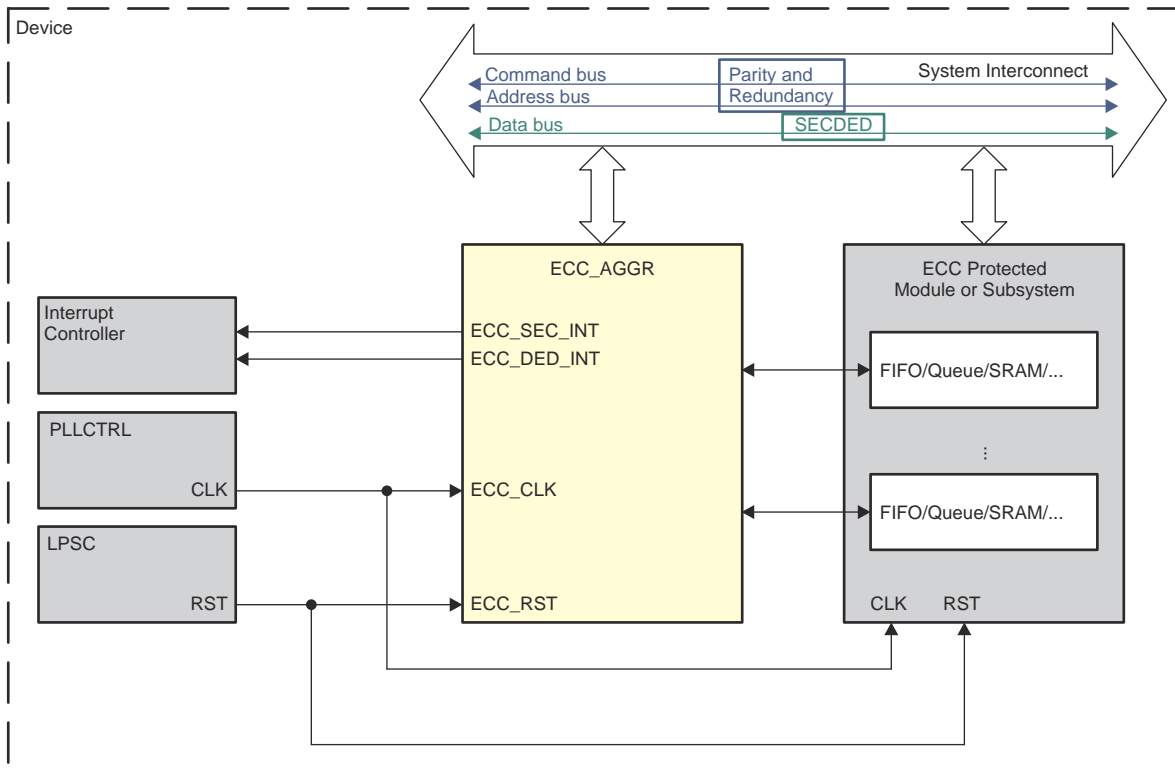 Device
Command bus
Parity and
System Interconnect
Address bus
Redundancy
Data bus
SECDED
ECC_AGGR
ECC Protected
Module or Subsystem
Interrupt
Controller
ECC_SEC_INT
ECC_DED_INT
FIFO/Queue/SRAM/...
PLLCTRL
...
CLK
ECC_CLK
FIFO/Queue/SRAM/...
LPSC
RST
ECC_RST
CLK
RST